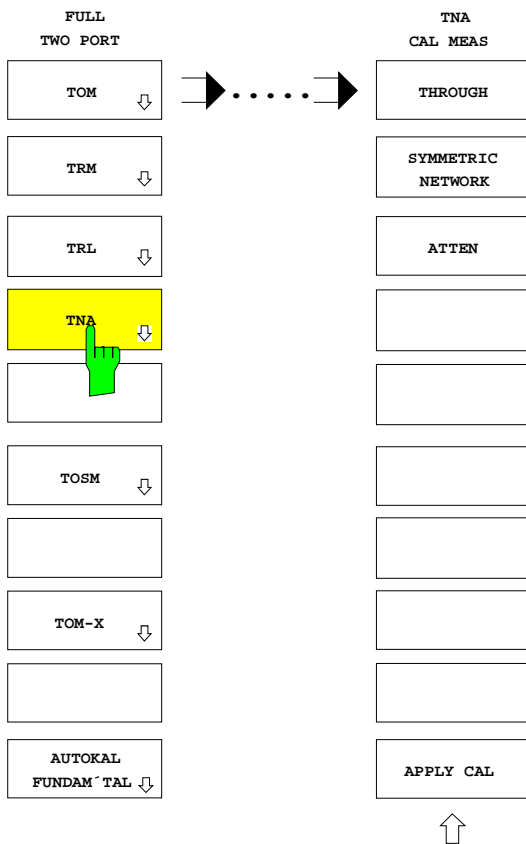 FULL
TWO PORT
TOM
TRM
TRL
TNA
TOSM
TOM-X
AUTOKAL
FUNDAM´TAL
TNA
CAL MEAS
THROUGH
SYMMETRIC
NETWORK
ATTEN
APPLY CAL